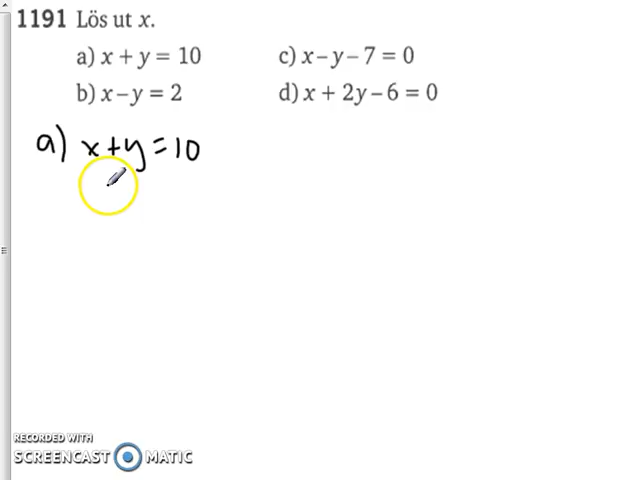 1191 Lös ut x.
a) x + y = 10 c) x – y – 7 = 0
b) x – y = 2 d) x + 2y – 6 = 0
a) x+y=10
RECORDED WITH
SCREENCAST MATIC